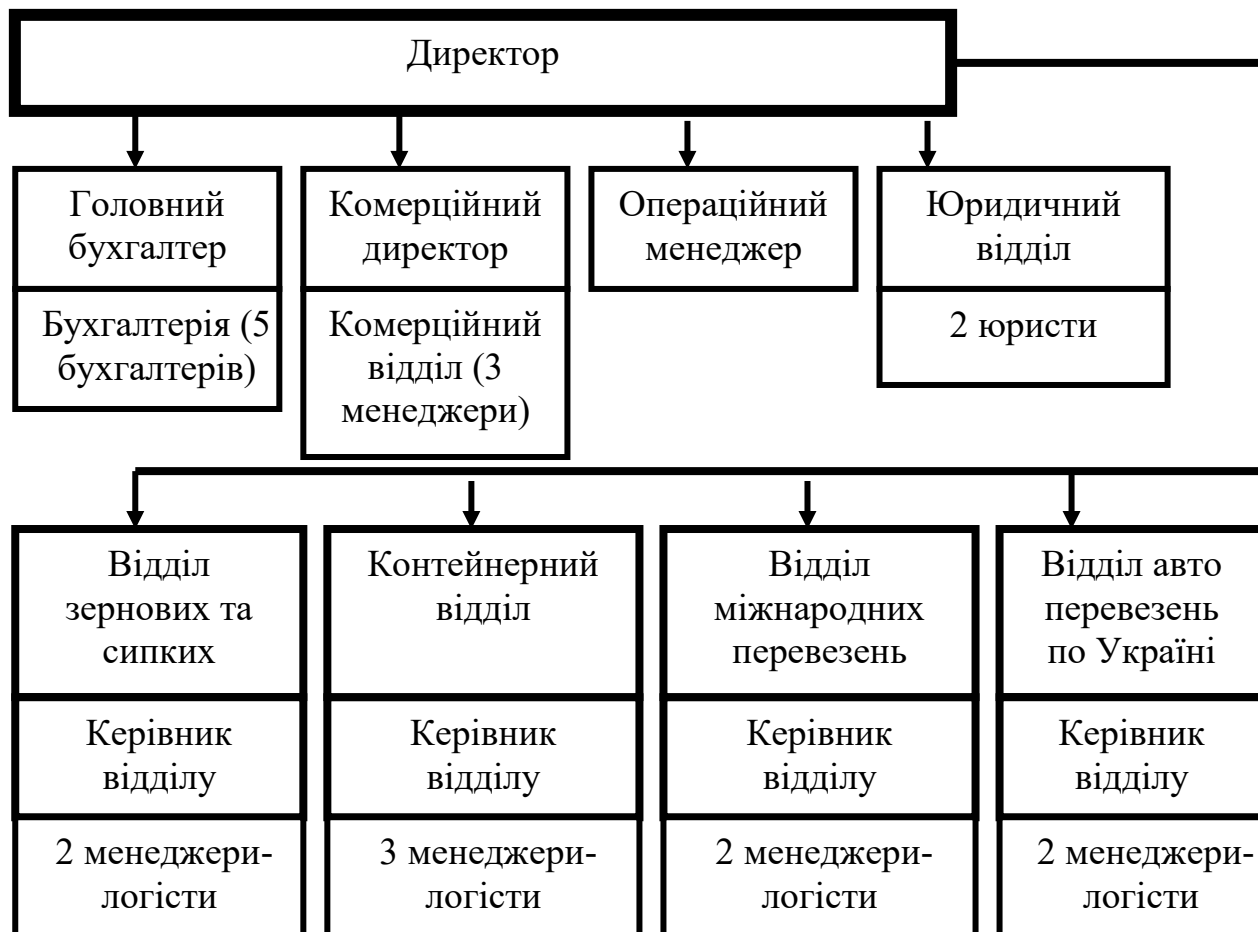 Директор
Головний
бухгалтер
Бухгалтерія (5
бухгалтерів)
Комерційний
директор
Комерційний
відділ (3
менеджери)
Операційний
менеджер
Юридичний
відділ
2 юристи
Відділ
зернових та
сипких
Керівник
відділу
2 менеджери-
логісти
Контейнерний
відділ
Керівник
відділу
3 менеджери-
логісти
Відділ
міжнародних
перевезень
Керівник
відділу
2 менеджери-
логісти
Відділ авто
перевезень
по Україні
Керівник
відділу
2 менеджери-
логісти